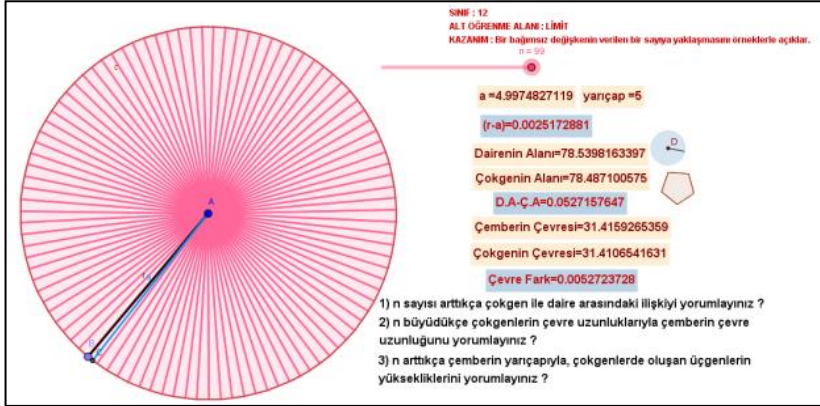 SINIF : 12
ALT ÖĞRENME ALANI : LİMİT
KAZANIM : Bir bağımsız değişkenin verilen bir sayıya yaklaşmasını örneklerle açıklar.
n = 99
c
a =4.9974827119 yarıçap =5
(r-a)=0.0025172881
Dairenin Alanı=78.5398163397
D
Çokgenin Alanı=78.487100575
A
D.A-Ç.A=0.0527157647
Çemberin Çevresi=31.4159265359
Çokgenin Çevresi=31.4106541631
Çevre Fark=0.0052723728
B
1) n sayısı arttıkça çokgen ile daire arasındaki ilişkiyi yorumlayınız ?
2) n büyüdükçe çokgenlerin çevre uzunluklarıyla çemberin çevre
uzunluğunu yorumlayınız ?
3) n arttıkça çemberin yarıçapıyla, çokgenlerde oluşan üçgenlerin
yüksekliklerini yorumlayınız ?